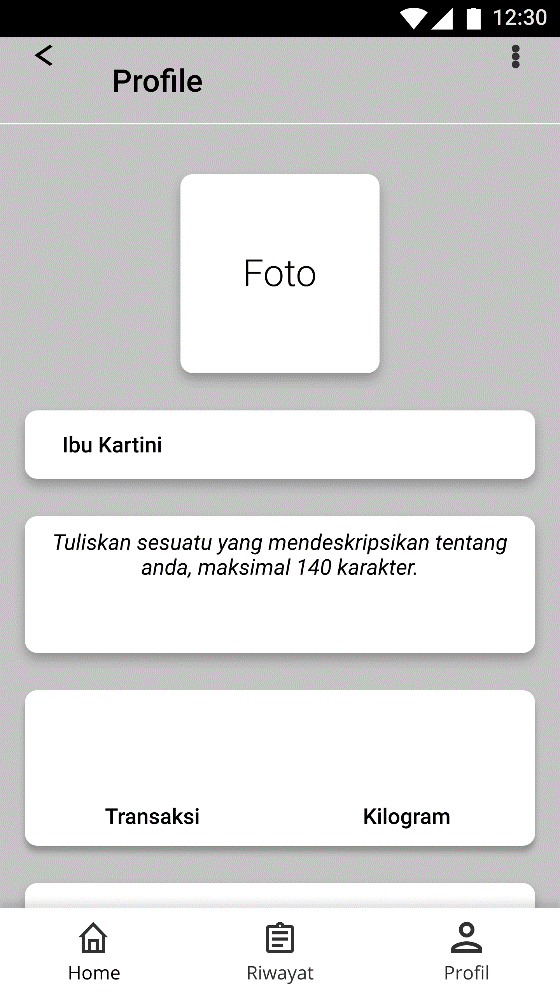 12:30
Profile
Foto
Ibu Kartini
Tuliskan sesuatu yang mendeskripsikan tentang
anda, maksimal 140 karakter.
Transaksi Kilogram
Home Riwayat Profil